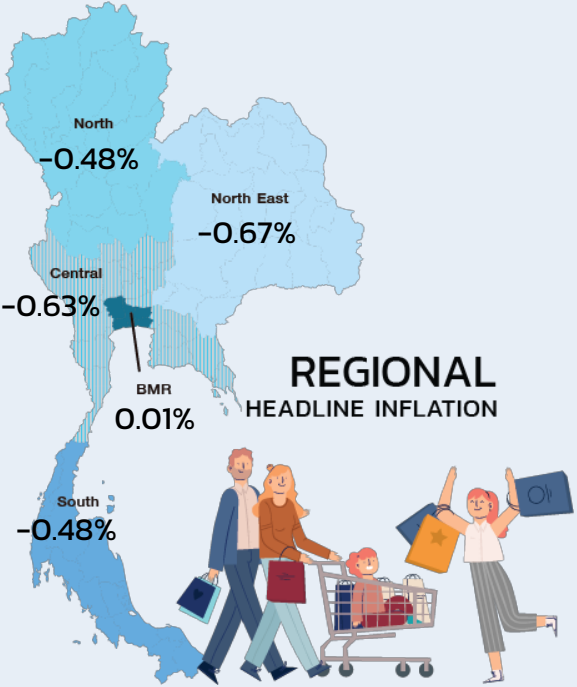 North
-0.48%
North East
-0.67%
Central
-0.63%
BMR
0.01%
REGIONAL
HEADLINE INFLATION
South
-0.48%